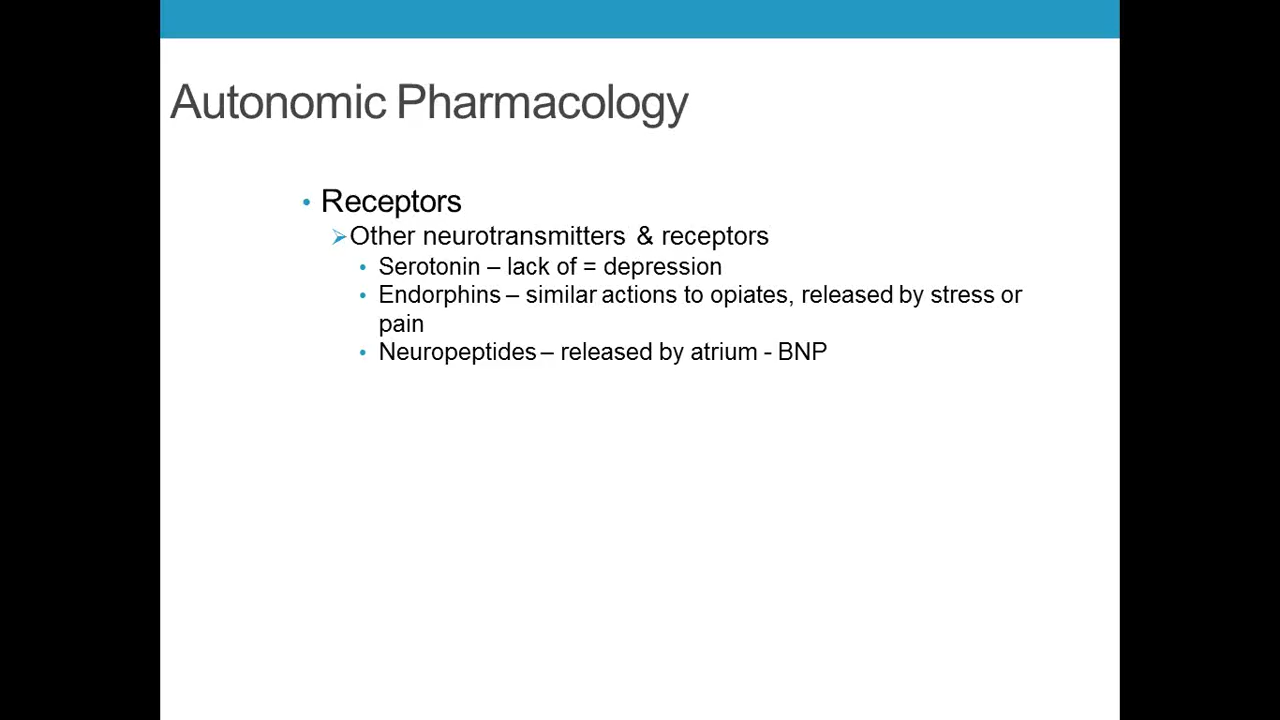 Autonomic Pharmacology
• Receptors
➢Other neurotransmitters & receptors
• Serotonin – lack of = depression
• Endorphins – similar actions to opiates, released by stress or
pain
• Neuropeptides – released by atrium - BNP